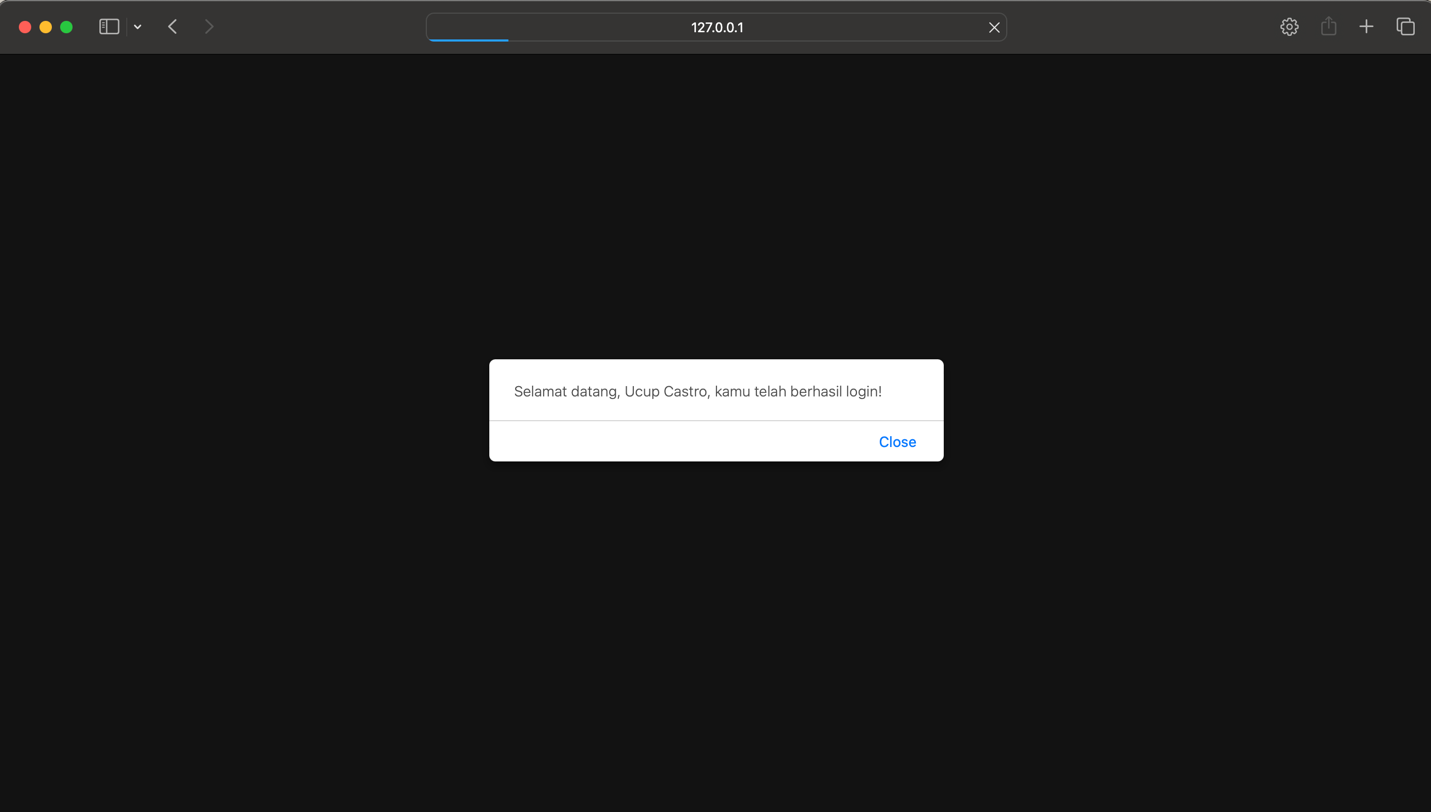 127.0.0.1
Selamat datang, Ucup Castro, kamu telah berhasil login!
Close